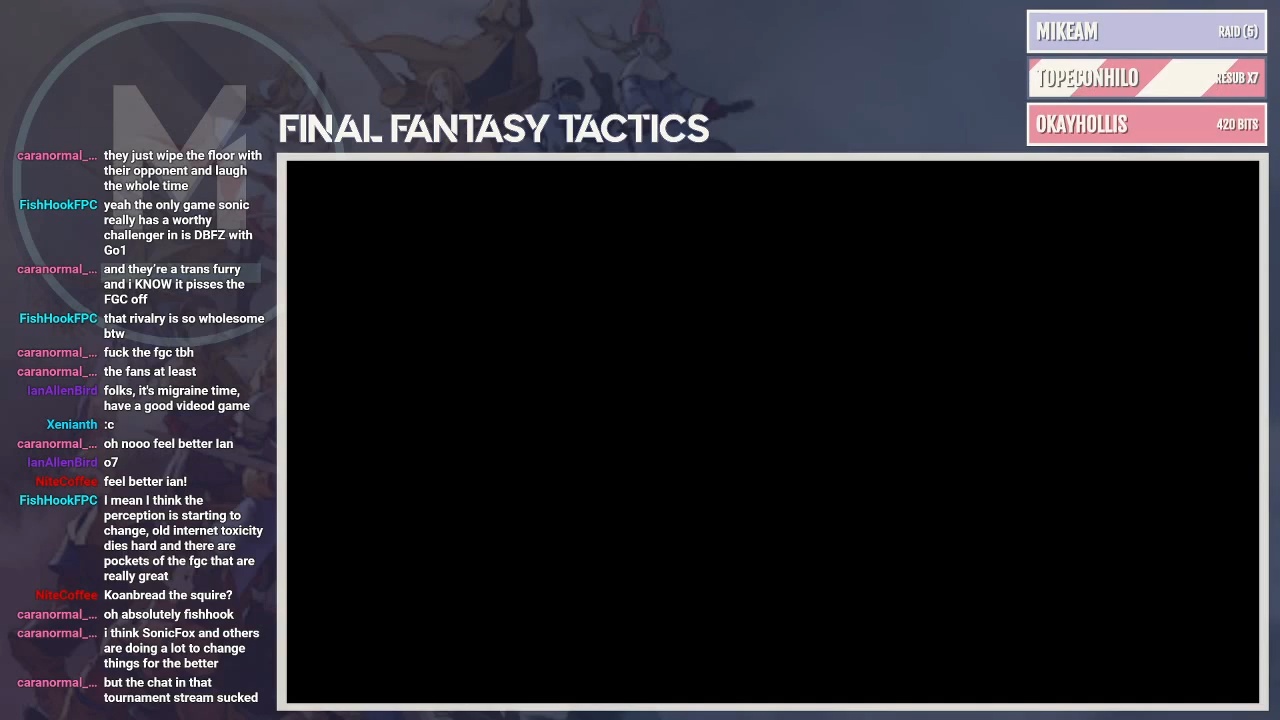 MIKEAM RAID (5)
TOPECONHILO RESUB X7
OKAYHOLLIS 420 BITS
FINAL FANTASY TACTICS
M
caranormal_... they just wipe the floor with
their opponent and laugh
the whole time
FishHookFPC yeah the only game sonic
really has a worthy
challenger in is DBFZ with
Go1
caranormal_... and they're a trans furry
and i KNOW it pisses the
FGC off
FishHookFPC that rivalry is so wholesome
btw
caranormal_... fuck the fgc tbh
caranormal_... the fans at least
IanAllenBird folks, it's migraine time,
have a good videod game
Xenianth :c
caranormal_... oh nooo feel better Ian
IanAllenBird o7
NiteCoffee feel better ian!
FishHookFPC I mean I think the
perception is starting to
change, old internet toxicity
dies hard and there are
pockets of the fgc that are
really great
NiteCoffee Koanbread the squire?
caranormal_... oh absolutely fishhook
caranormal_... i think SonicFox and others
are doing a lot to change
things for the better
caranormal_... but the chat in that
tournament stream sucked